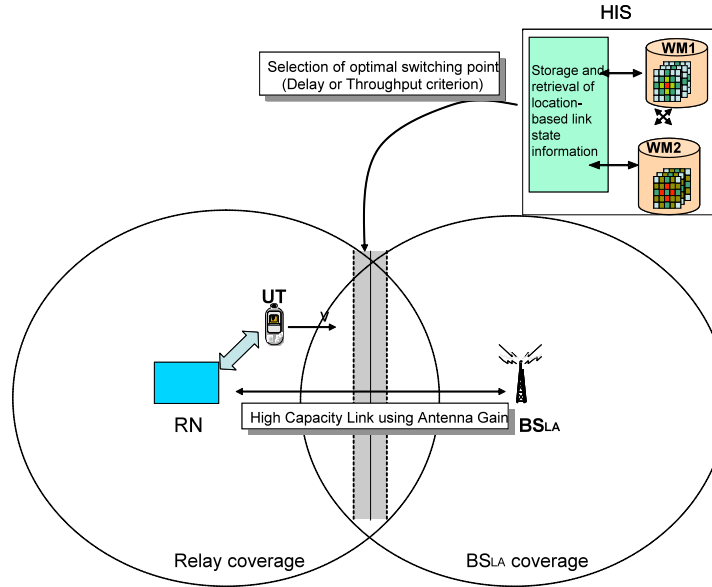 HIS
Selection of optimal switching point
(Delay or Throughput criterion)
Storage and
retrieval of
location-
based link
state
information
WM1
WM2
UT
v
RN
High Capacity Link using Antenna Gain
BSLA
Relay coverage
BSLA coverage